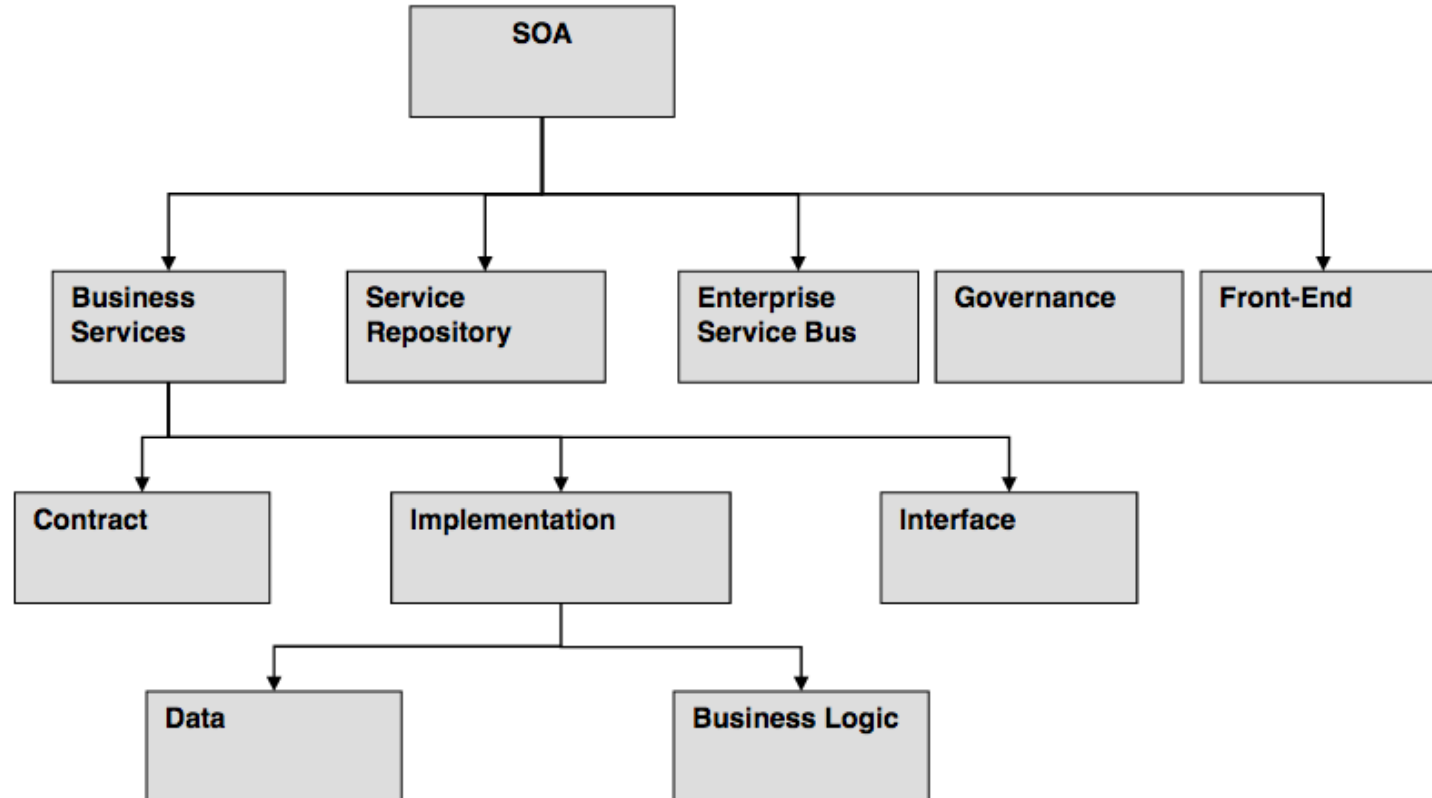 SOA
Business
Services
Service
Repository
Enterprise
Service Bus
Governance
Front-End
Contract
Implementation
Interface
Data
Business Logic